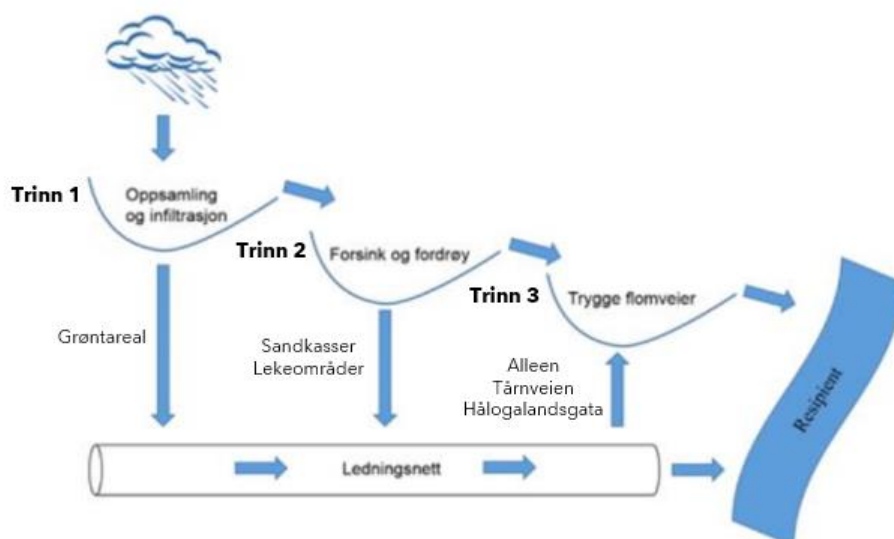 Trinn 1
Oppsamling
og infiltrasjon
Trinn 2
Forsink og fordrøy
Trinn 3
Trygge flomveier
Grøntareal
Sandkasser
Lekeområder
Alleen
Tårnveien
Hålogalandsgata
Ledningsnett
Resipient